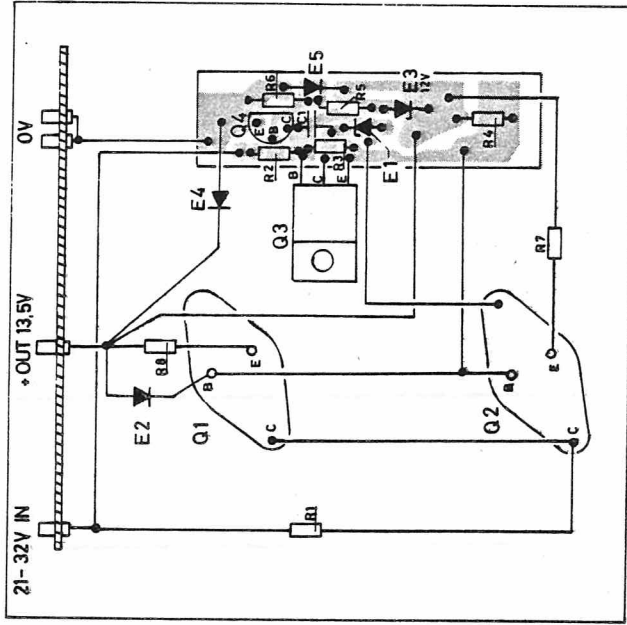 21-32V IN
+ OUT 13,5V
0V
E2
R8
E4
Q4
E
B
C
R6
E5
R2
C1
R5
B
C
E
R3
E1
E3
12V
R4
Q3
Q1
B
E
C
R1
Q2
B
E
C
R7